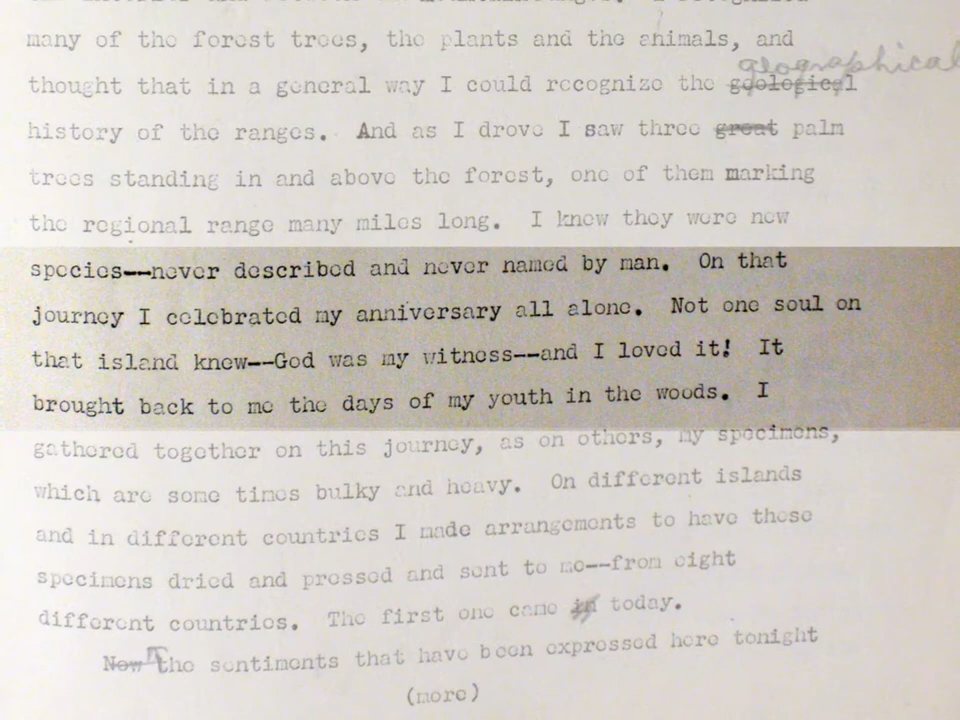 many of the forest trees, the plants and the animals, and
geographical
thought that in a general way I could recognize the geological
history of the ranges. And as I drove I saw three great palm
trees standing in and above the forest, one of them marking
the regional range many miles long. I knew they were new
species--never described and never named by man. On that
journey I celebrated my anniversary all alone. Not one soul on
that island knew--God was my witness--and I loved it! It
brought back to me the days of my youth in the woods. I
gathered together on this journey, as on others, my specimens,
which are some times bulky and heavy. On different islands
and in different countries I made arrangements to have these
specimens dried and pressed and sent to me--from eight
different countries. The first one came in today.
Now The sentiments that have been expressed here tonight
(more)